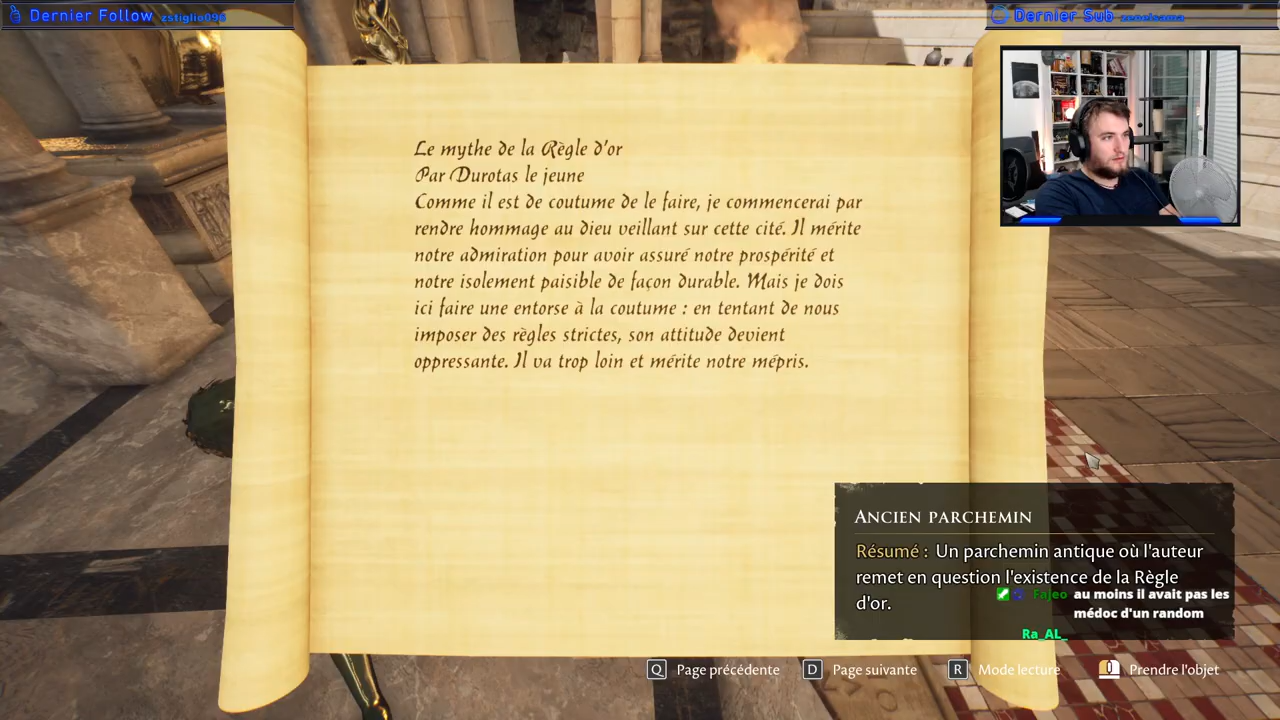 Dernier Follow zstiglio096
Dernier Sub zeneisama
Le mythe de la Règle d'or
Par Durotas le jeune
Comme il est de coutume de le faire, je commencerai par
rendre hommage au dieu veillant sur cette cité. Il mérite
notre admiration pour avoir assuré notre prospérité et
notre isolement paisible de façon durable. Mais je dois
ici faire une entorse à la coutume : en tentant de nous
imposer des règles strictes, son attitude devient
oppressante. Il va trop loin et mérite notre mépris.
Ancien parchemin
Résumé : Un parchemin antique où l'auteur
remet en question l'existence de la Règle
d'or.
Fajeo au moins il avait pas les
médoc d'un random
Ra_AL_
Q Page précédente D Page suivante R Mode lecture Prendre l'objet